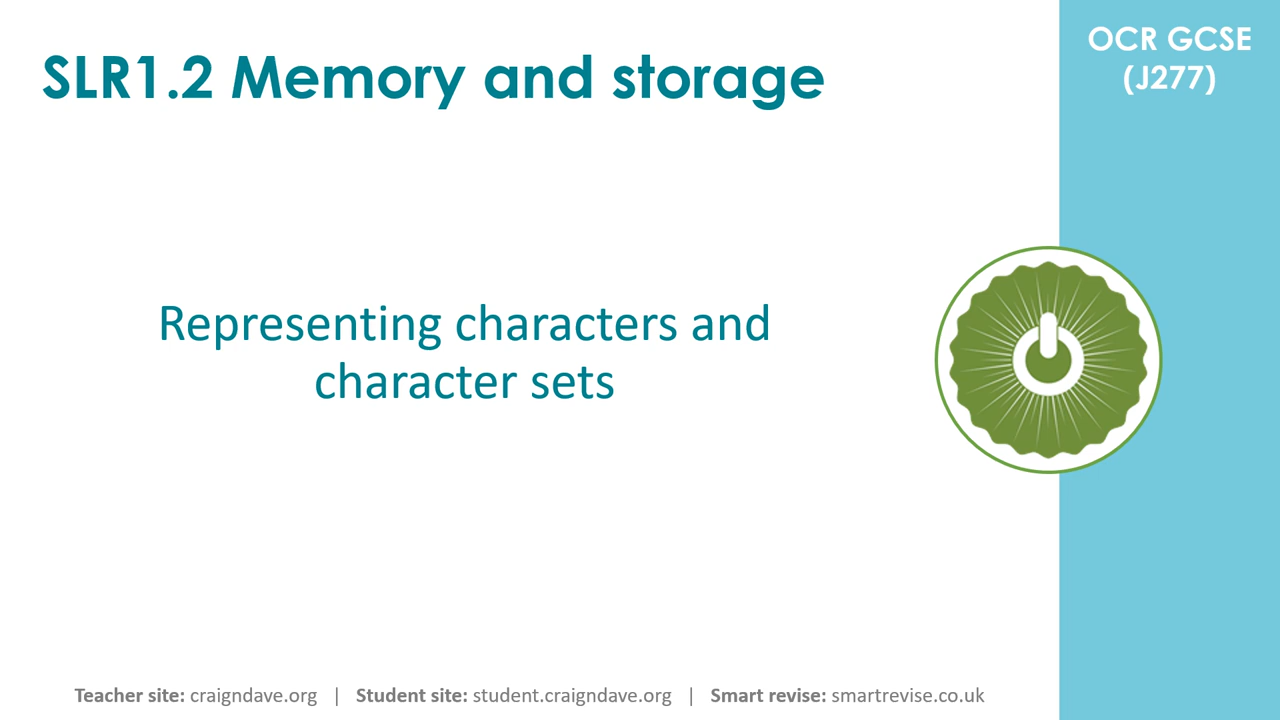 SLR1.2 Memory and storage
OCR GCSE
(J277)
Representing characters and
character sets
Teacher site: craigndave.org | Student site: student.craigndave.org | Smart revise: smartrevise.co.uk